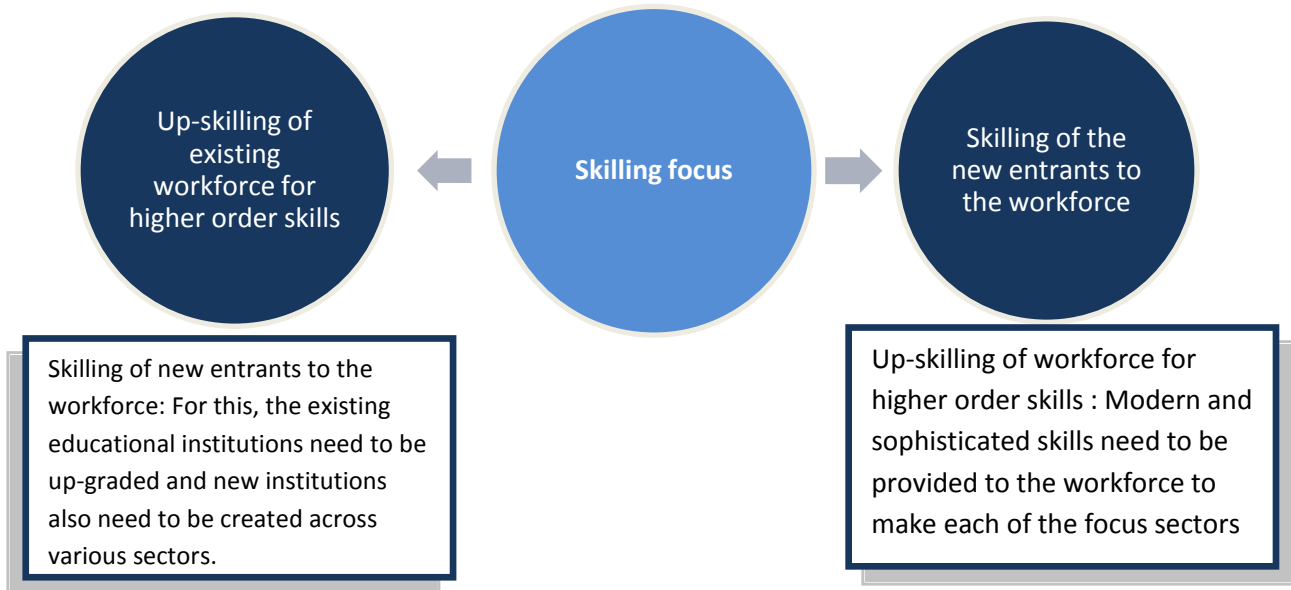 Up-skilling of
existing
workforce for
higher order skills
Skilling focus
Skilling of the
new entrants to
the workforce
Skilling of new entrants to the
workforce: For this, the existing
educational institutions need to be
up-graded and new institutions
also need to be created across
various sectors.
Up-skilling of workforce for
higher order skills : Modern and
sophisticated skills need to be
provided to the workforce to
make each of the focus sectors